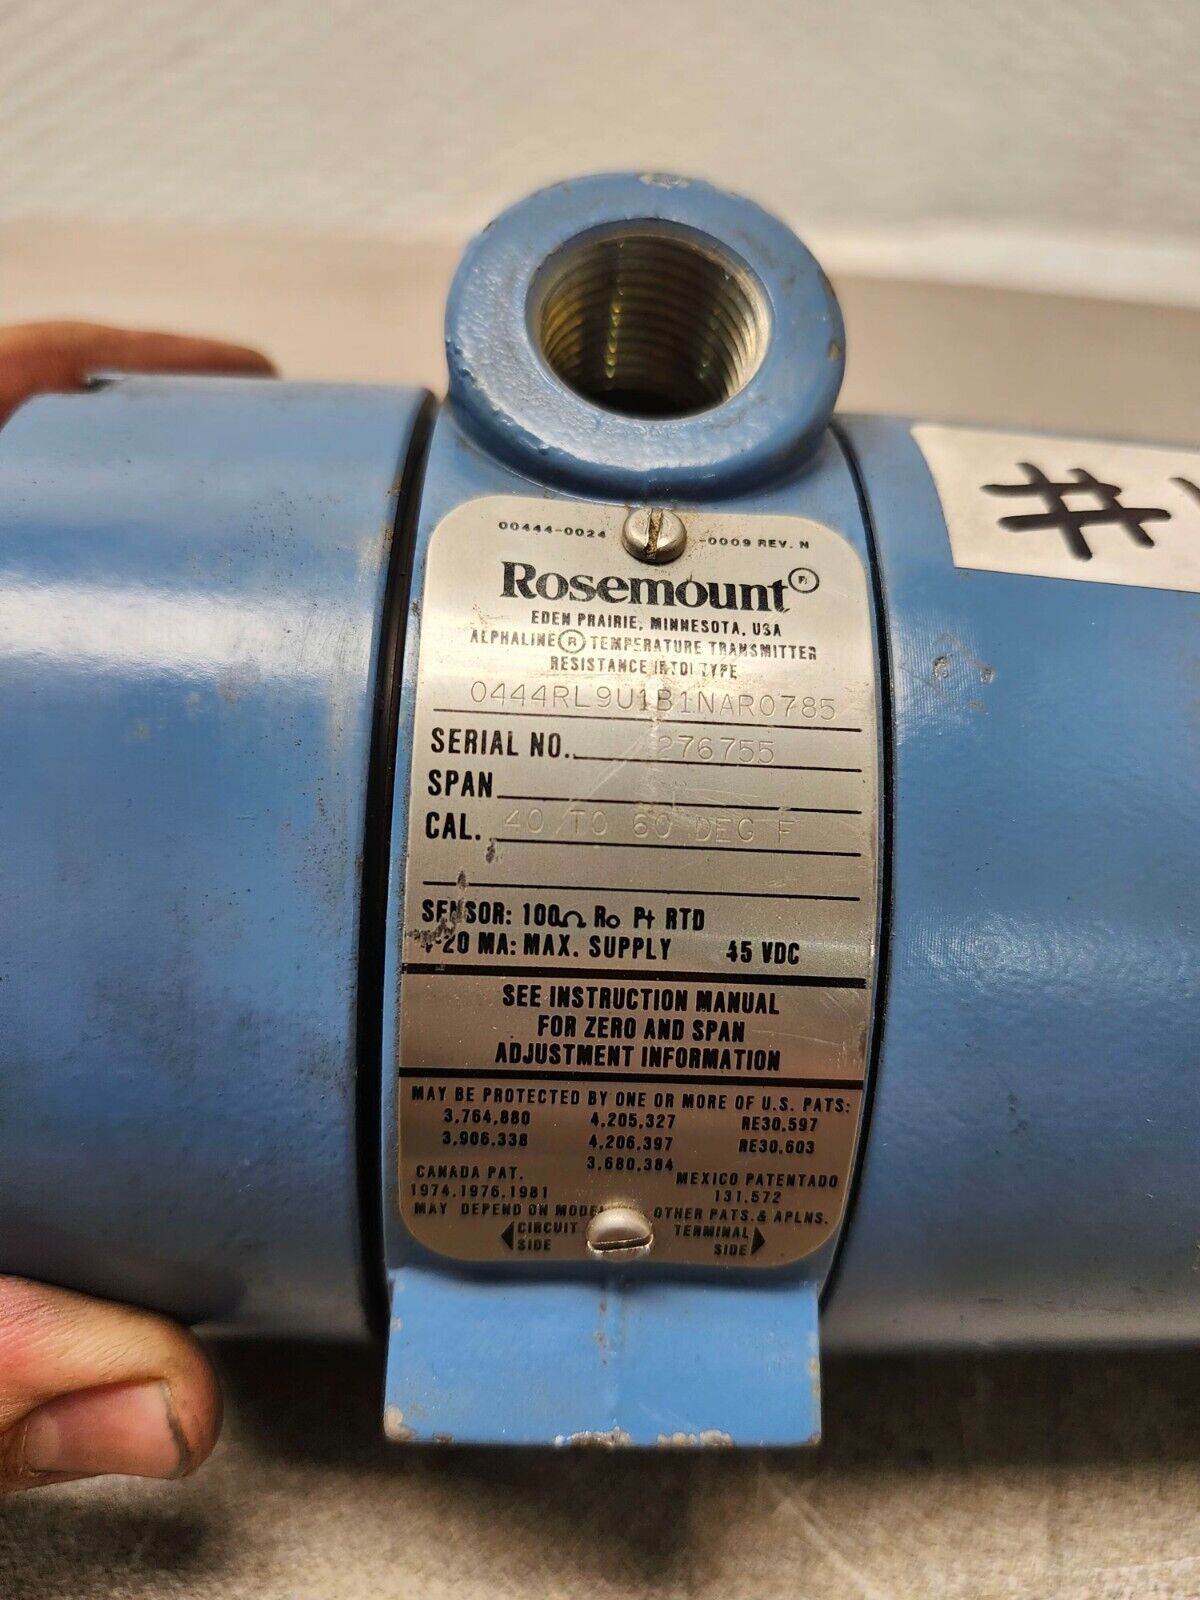 00444-0024 -0009 REV. N
Rosemount ®
EDEN PRAIRIE, MINNESOTA, USA
ALPHALINE ® TEMPERATURE TRANSMITTER
RESISTANCE (RTD) TYPE
0444RL9U1B1NAR0785
SERIAL NO. 276755
SPAN
CAL. 40 TO 60 DEG F
SENSOR: 100Ω Ro Pt RTD
4-20 MA: MAX. SUPPLY 45 VDC
SEE INSTRUCTION MANUAL
FOR ZERO AND SPAN
ADJUSTMENT INFORMATION
MAY BE PROTECTED BY ONE OR MORE OF U.S. PATS:
3,764,880 4,205,327 RE30,597
3,906,338 4,206,397 RE30,603
3,680,384
CANADA PAT. MEXICO PATENTADO
1974,1976,1981 131,572
MAY DEPEND ON MODEL OTHER PATS. & APLNS.
CIRCUIT TERMINAL
SIDE SIDE
#